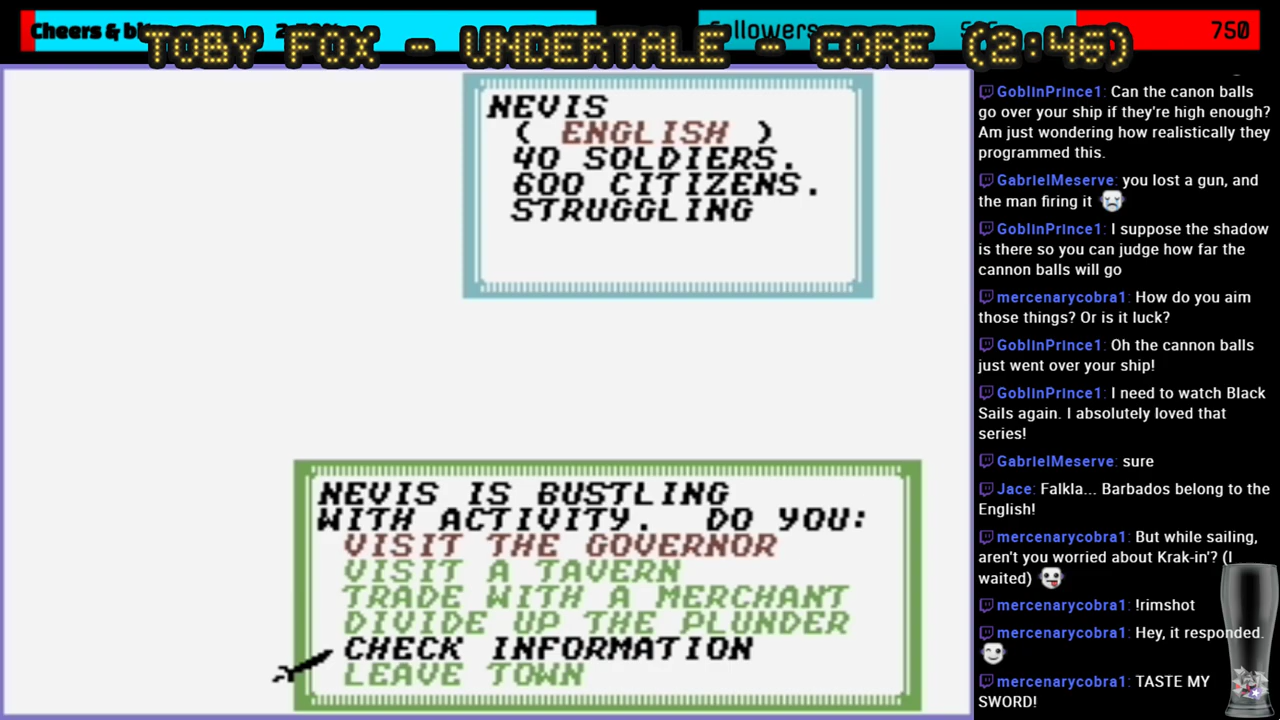 TOBY FOX - UNDERTALE - CORE (2:46)
Cheers &
followers
750
NEVIS
( ENGLISH )
40 SOLDIERS.
600 CITIZENS.
STRUGGLING
NEVIS IS BUSTLING
WITH ACTIVITY. DO YOU:
VISIT THE GOVERNOR
VISIT A TAVERN
TRADE WITH A MERCHANT
DIVIDE UP THE PLUNDER
CHECK INFORMATION
LEAVE TOWN
GoblinPrince1: Can the canon balls
go over your ship if they're high enough?
Am just wondering how realistically they
programmed this.
GabrielMeserve: you lost a gun, and
the man firing it
GoblinPrince1: I suppose the shadow
is there so you can judge how far the
cannon balls will go
mercenarycobra1: How do you aim
those things? Or is it luck?
GoblinPrince1: Oh the cannon balls
just went over your ship!
GoblinPrince1: I need to watch Black
Sails again. I absolutely loved that
series!
GabrielMeserve: sure
Jace: Falkla... Barbados belong to the
English!
mercenarycobra1: But while sailing,
aren't you worried about Krak-in'? (I
waited)
mercenarycobra1: !rimshot
mercenarycobra1: Hey, it responded.
mercenarycobra1: TASTE MY
SWORD!